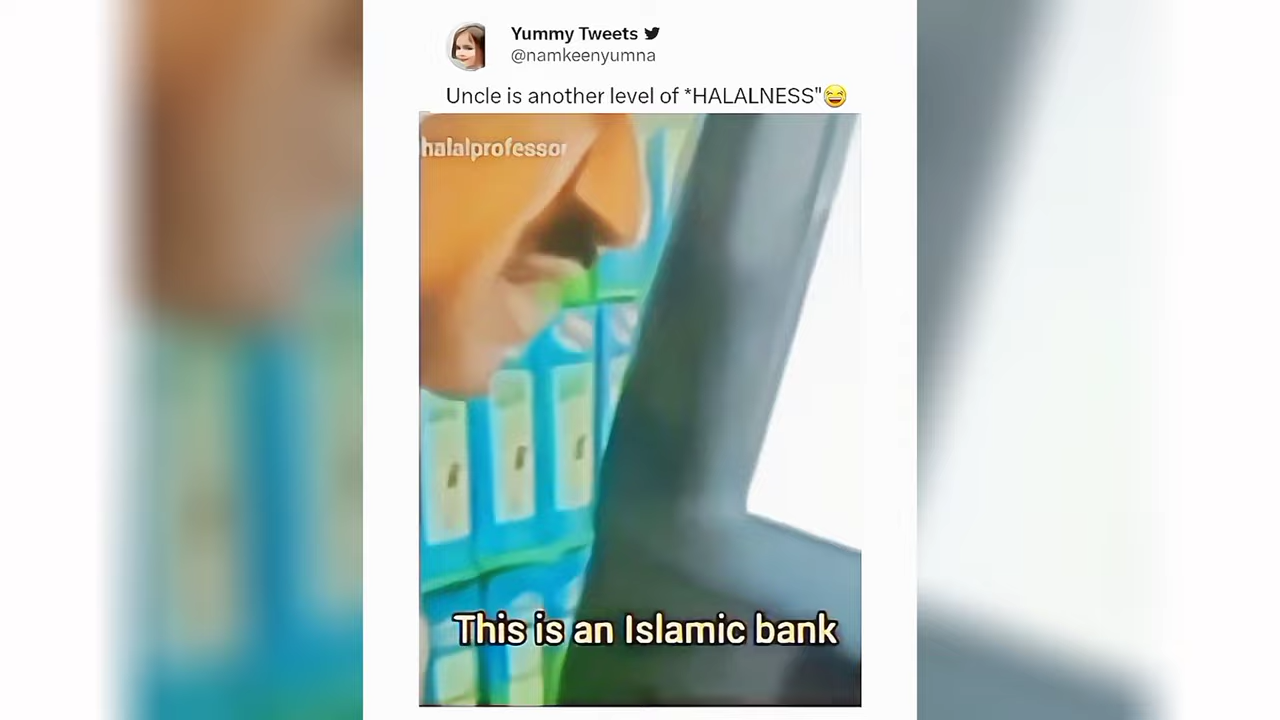 Yummy Tweets
@namkeenyumna
Uncle is another level of *HALALNESS"😄
halalprofessor
This is an Islamic bank